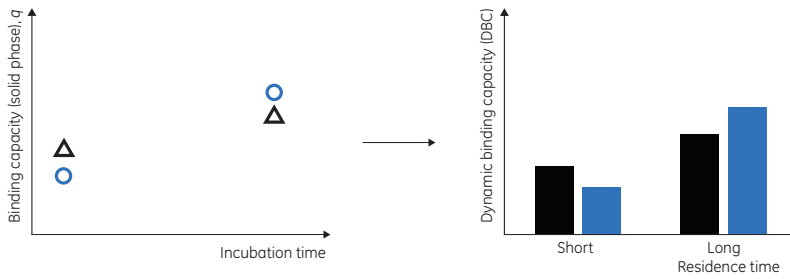 Binding capacity (solid phase), q
Incubation time
Dynamic binding capacity (DBC)
Short
Long
Residence time